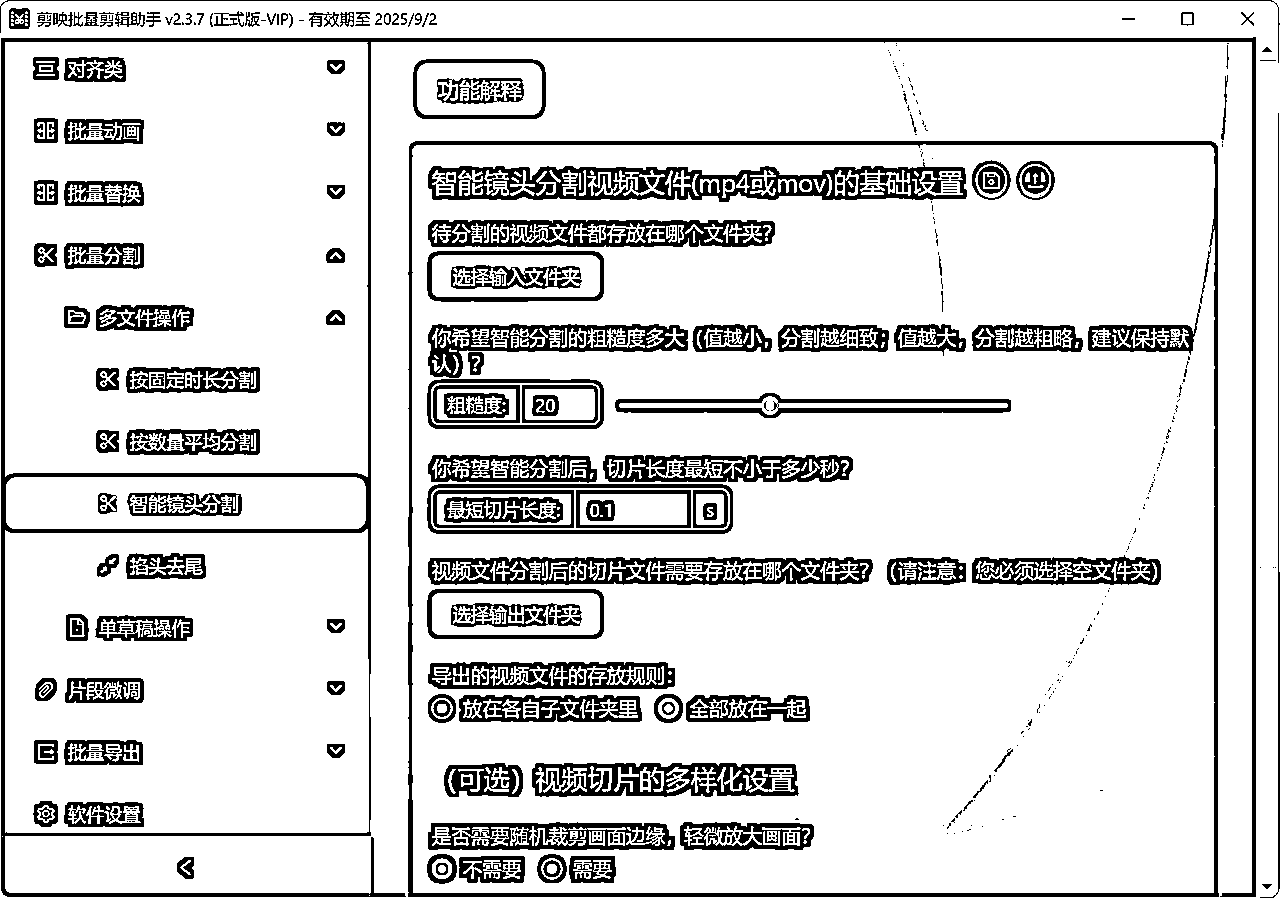 剪映批量剪辑助手 v2.3.7 (正式版-VIP) - 有效期至 2025/9/2
对齐类
批量动画
批量替换
批量分割
多文件操作
按固定时长分割
按数量平均分割
智能镜头分割
掐头去尾
单草稿操作
片段微调
批量导出
软件设置
功能解释
智能镜头分割视频文件(mp4或mov)的基础设置
待分割的视频文件都存放在哪个文件夹?
选择输入文件夹
你希望智能分割的粗糙度多大（值越小，分割越细致；值越大，分割越粗略，建议保持默
认）?
粗糙度: 20
你希望智能分割后，切片长度最短不小于多少秒?
最短切片长度: 0.1 s
视频文件分割后的切片文件需要存放在哪个文件夹?（请注意：您必须选择空文件夹）
选择输出文件夹
导出的视频文件的存放规则:
放在各自子文件夹里 全部放在一起
（可选）视频切片的多样化设置
是否需要随机裁剪画面边缘，轻微放大画面?
不需要 需要